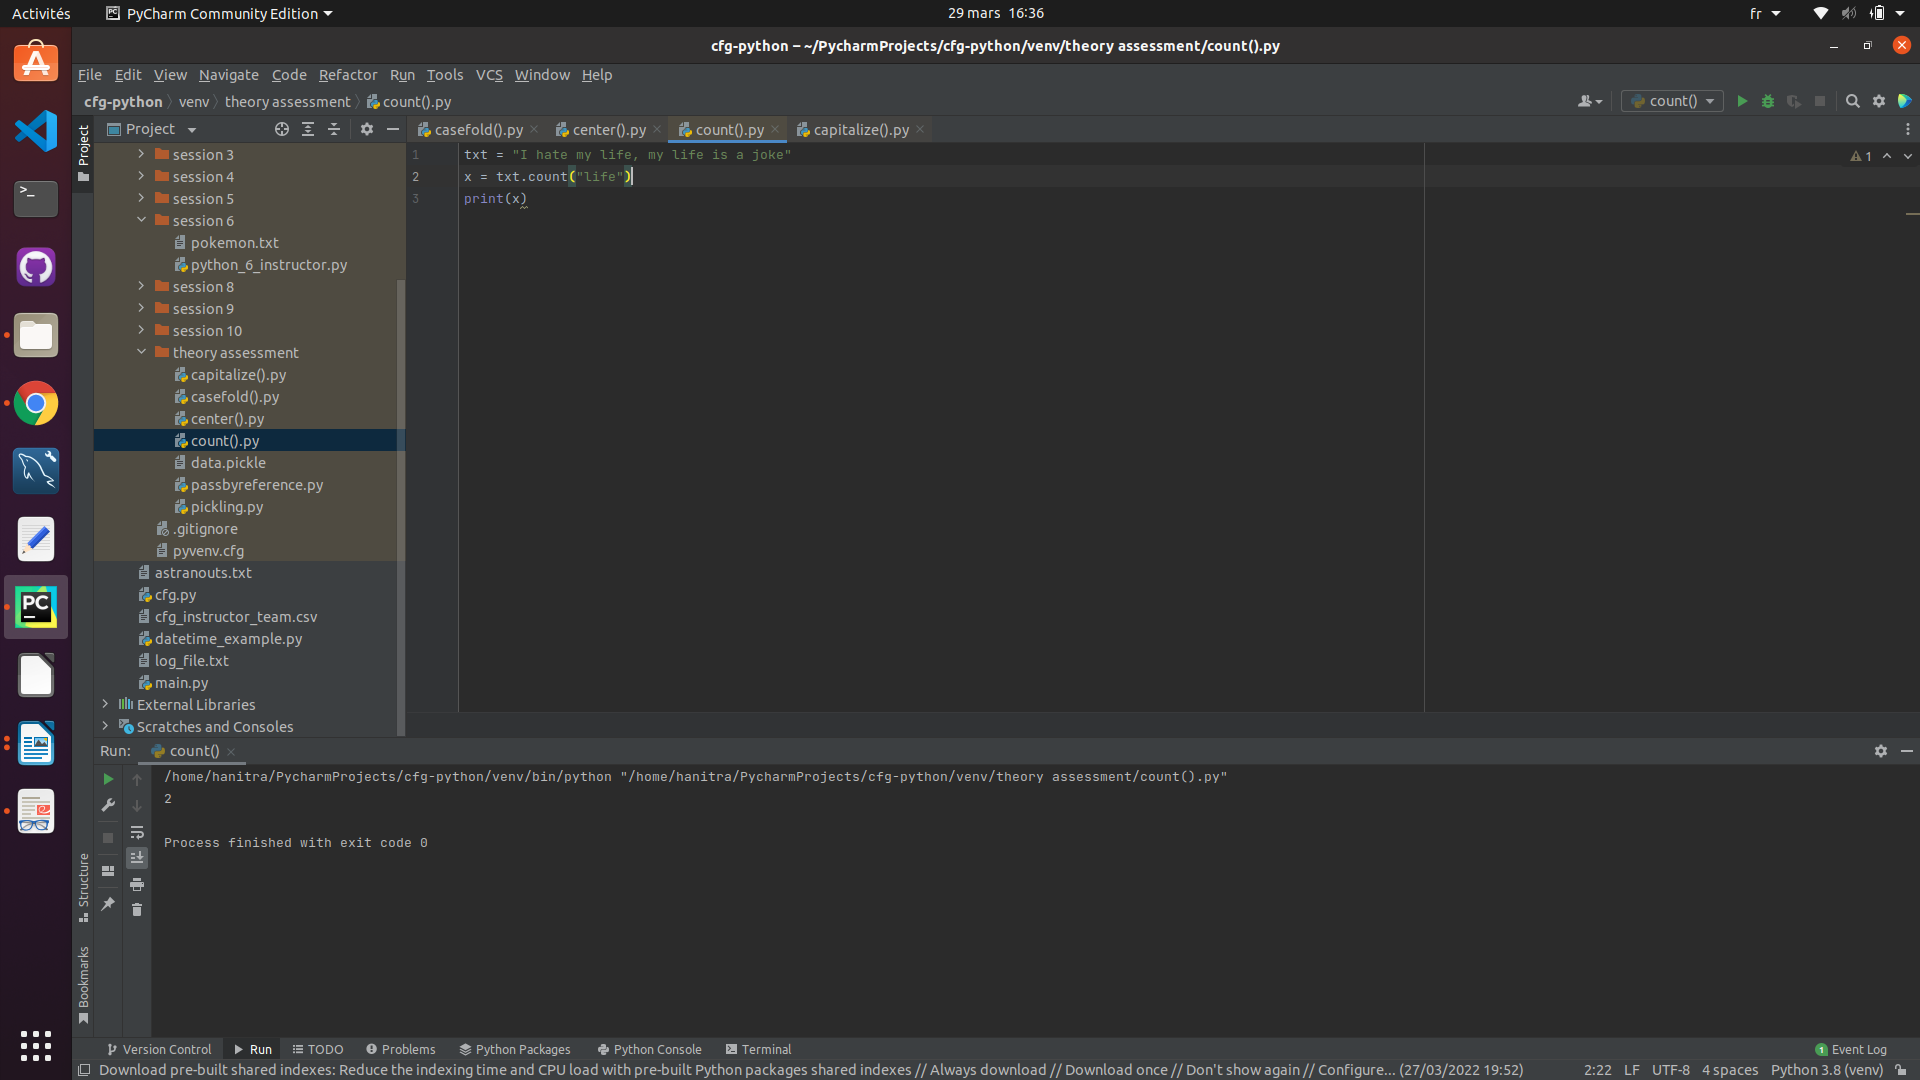 Activités
PyCharm Community Edition
29 mars 16:36
fr
cfg-python – ~/PycharmProjects/cfg-python/venv/theory assessment/count().py
File Edit View Navigate Code Refactor Run Tools VCS Window Help
cfg-python venv theory assessment count().py
count()
Project
Project
casefold().py
center().py
count().py
capitalize().py
session 3
session 4
session 5
session 6
pokemon.txt
python_6_instructor.py
session 8
session 9
session 10
theory assessment
capitalize().py
casefold().py
center().py
count().py
data.pickle
passbyreference.py
pickling.py
.gitignore
pyvenv.cfg
astranouts.txt
cfg.py
cfg_instructor_team.csv
datetime_example.py
log_file.txt
main.py
External Libraries
Scratches and Consoles
1 txt = "I hate my life, my life is a joke"
2 x = txt.count("life")
3 print(x)
1
PC
Run: count()
/home/hanitra/PycharmProjects/cfg-python/venv/bin/python "/home/hanitra/PycharmProjects/cfg-python/venv/theory assessment/count().py"
2
Process finished with exit code 0
Structure
Bookmarks
Version Control Run TODO Problems Python Packages Python Console Terminal
1 Event Log
Download pre-built shared indexes: Reduce the indexing time and CPU load with pre-built Python packages shared indexes // Always download // Download once // Don't show again // Configure... (27/03/2022 19:52)
2:22 LF UTF-8 4 spaces Python 3.8 (venv)